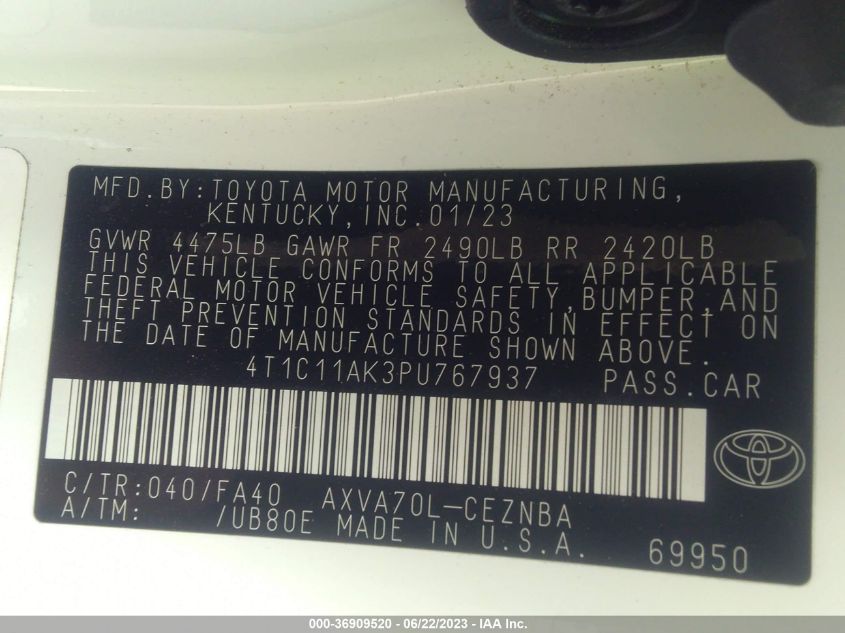 MFD.BY:TOYOTA MOTOR MANUFACTURING,
KENTUCKY,INC.01/23
GVWR 4475LB GAWR FR 2490LB RR 2420LB
THIS VEHICLE CONFORMS TO ALL APPLICABLE
FEDERAL MOTOR VEHICLE SAFETY,BUMPER,AND
THEFT PREVENTION STANDARDS IN EFFECT ON
THE DATE OF MANUFACTURE SHOWN ABOVE.
4T1C11AK3PU767937 PASS.CAR
C/TR:040/FA40 AXVA70L-CEZNBA
A/TM: /UB80E MADE IN U.S.A.
69950
000-36909520 - 06/22/2023 - IAAI, Inc.